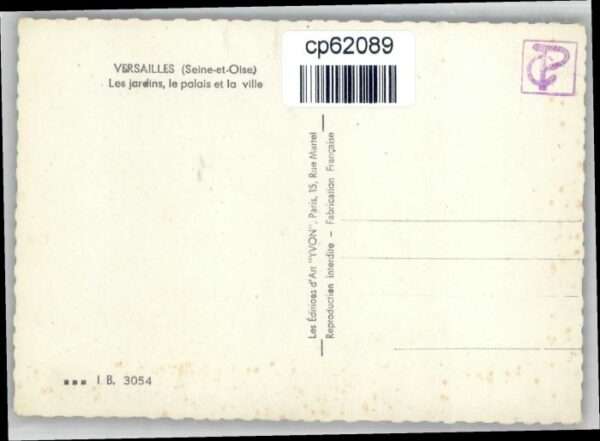 cp62089
VERSAILLES (Seine-et-Oise)
Les jardins, le palais et la ville
Les Éditions d'Art "YVON", Paris, 15, Rue Martel
Reproduction interdite - Fabrication Française
I B. 3054